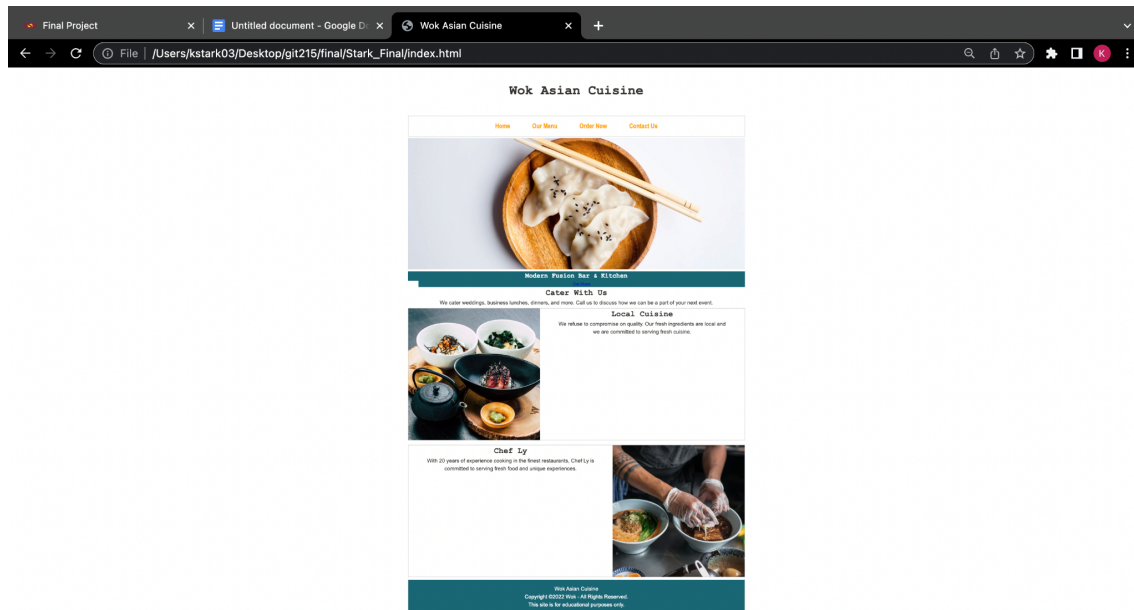 Final Project
Untitled document - Google D
Wok Asian Cuisine
File
/Users/kstark03/Desktop/git215/final/Stark_Final/index.html
K
Wok Asian Cuisine
Home Our Menu Order Now Contact Us
Modern Fusion Bar & Kitchen
Cater With Us
We cater weddings, business lunches, dinners, and more. Call us to discuss how we can be a part of your next event.
Local Cuisine
We refuse to compromise on quality. Our fresh ingredients are local and
we are committed to serving fresh cuisine.
Chef Ly
With 20 years of experience cooking in the finest restaurants, Chef Ly is
committed to serving fresh food and unique experiences.
Wok Asian Cuisine
Copyright ©2022 Wok - All Rights Reserved.
This site is for educational purposes only.